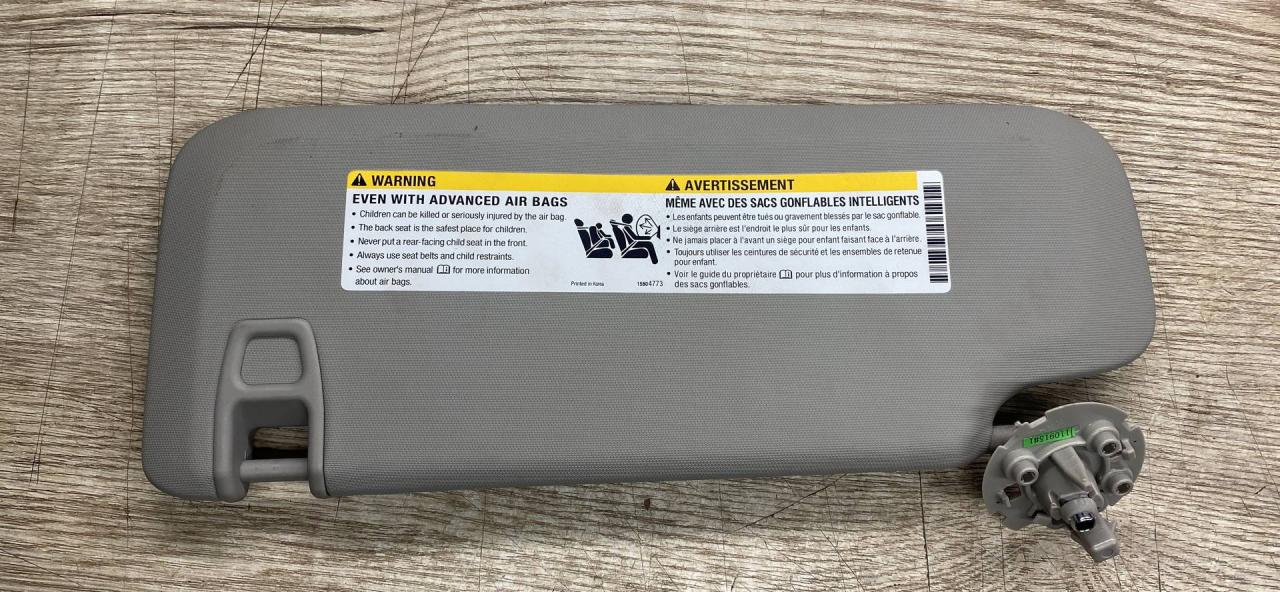 WARNING
EVEN WITH ADVANCED AIR BAGS
• Children can be killed or seriously injured by the air bag.
• The back seat is the safest place for children.
• Never put a rear-facing child seat in the front.
• Always use seat belts and child restraints.
• See owner's manual for more information
about air bags.
Printed in Korea
15804773
AVERTISSEMENT
MÊME AVEC DES SACS GONFLABLES INTELLIGENTS
• Les enfants peuvent être tués ou gravement blessés par le sac gonflable.
• Le siège arrière est l'endroit le plus sûr pour les enfants.
• Ne jamais placer à l'avant un siège pour enfant faisant face à l'arrière.
• Toujours utiliser les ceintures de sécurité et les ensembles de retenue
pour enfant.
• Voir le guide du propriétaire pour plus d'information à propos
des sacs gonflables.